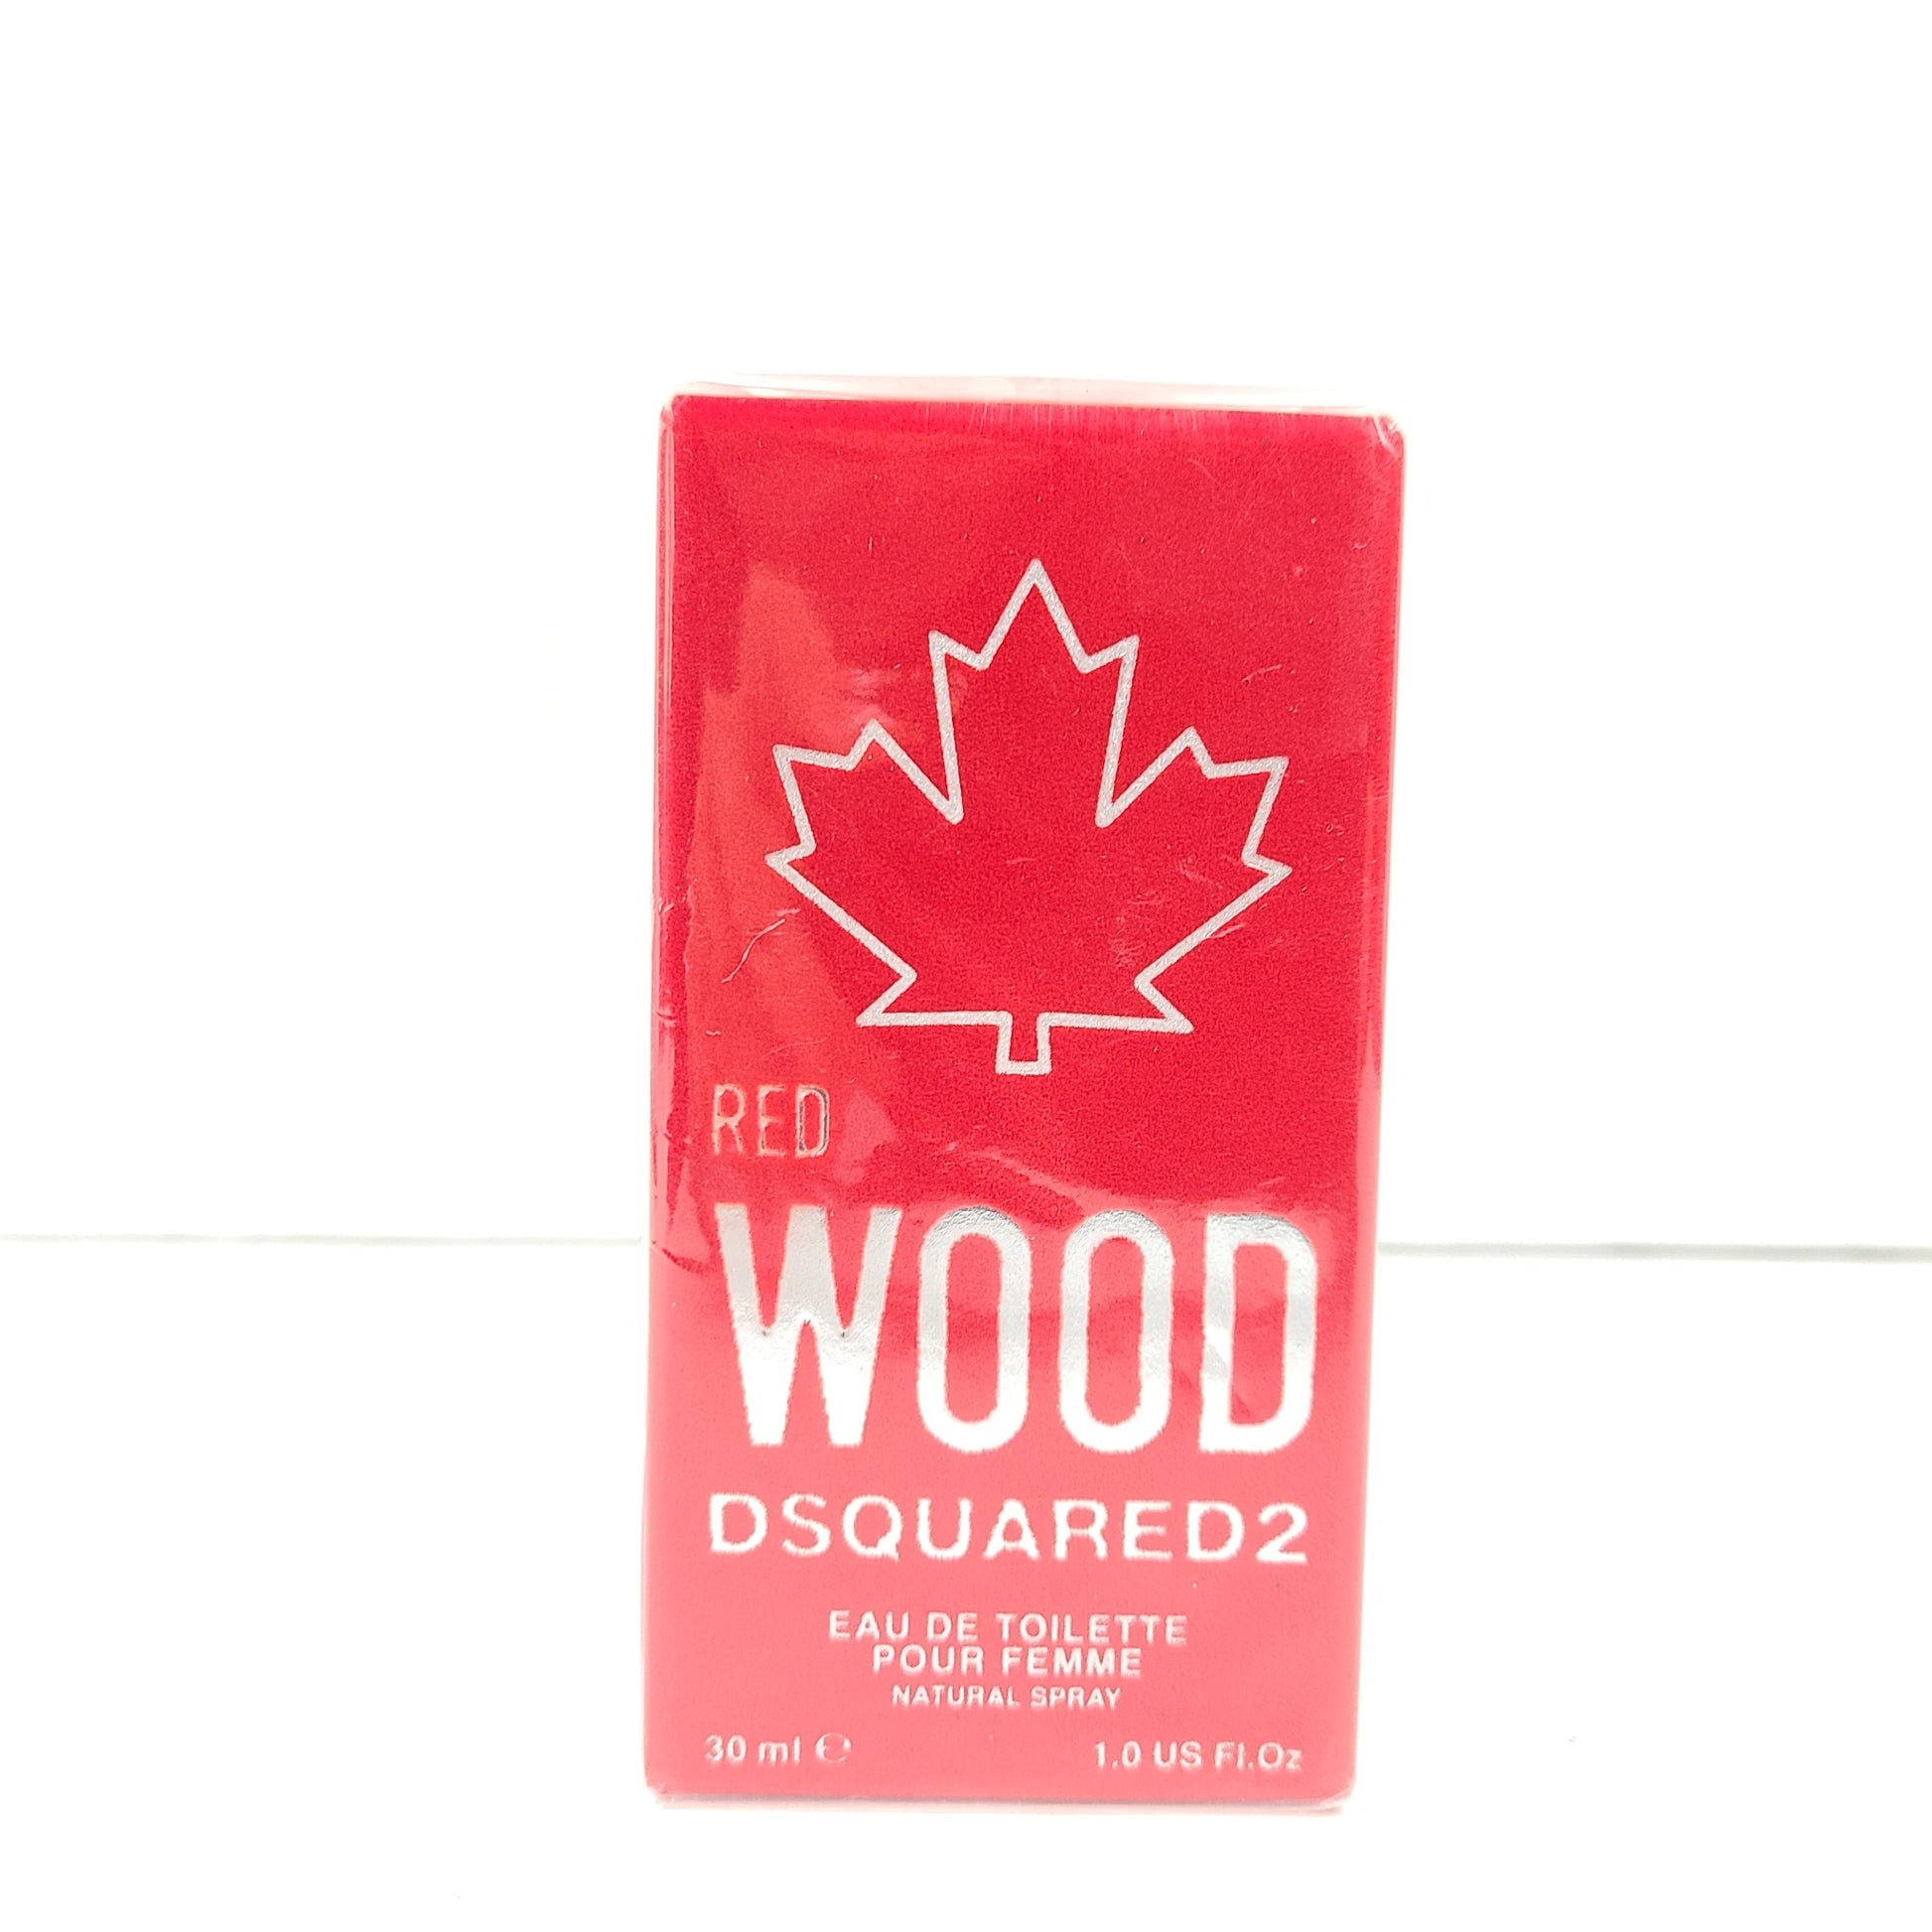 RED
WOOD
DSQUARED2
EAU DE TOILETTE
POUR FEMME
NATURAL SPRAY
30 ml ℮ 1.0 US Fl.Oz